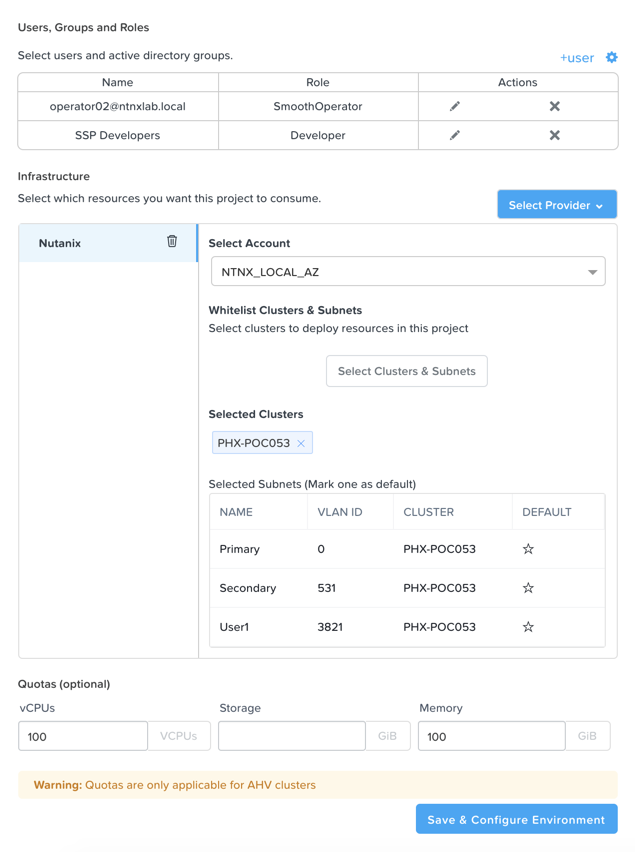 Users, Groups and Roles
Select users and active directory groups.
+user
Name Role Actions
operator02@ntnxlab.local SmoothOperator
SSP Developers Developer
Infrastructure
Select which resources you want this project to consume.
Select Provider
Nutanix
Select Account
NTNX_LOCAL_AZ
Whitelist Clusters & Subnets
Select clusters to deploy resources in this project
Select Clusters & Subnets
Selected Clusters
PHX-POC053
Selected Subnets (Mark one as default)
NAME VLAN ID CLUSTER DEFAULT
Primary 0 PHX-POC053
Secondary 531 PHX-POC053
User1 3821 PHX-POC053
Quotas (optional)
vCPUs Storage Memory
100 VCPUs GiB 100 GiB
Warning: Quotas are only applicable for AHV clusters
Save & Configure Environment